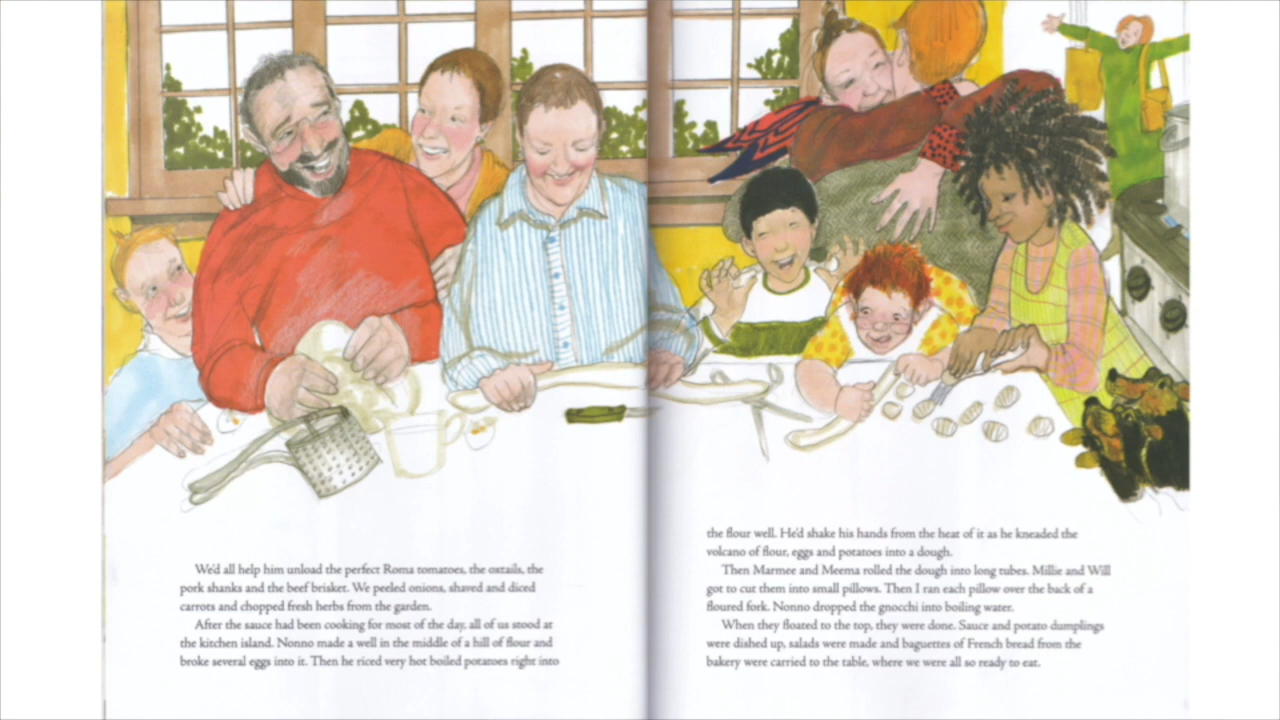 We'd all help him unload the perfect Roma tomatoes, the oxtails, the
pork shanks and the beef brisket. We peeled onions, shaved and diced
carrots and chopped fresh herbs from the garden.
After the sauce had been cooking for most of the day, all of us stood at
the kitchen island. Nonno made a well in the middle of a hill of flour and
broke several eggs into it. Then he riced very hot boiled potatoes right into
the flour well. He'd shake his hands from the heat of it as he kneaded the
volcano of flour, eggs and potatoes into a dough.
Then Marmee and Meema rolled the dough into long tubes. Millie and Will
got to cut them into small pillows. Then I ran each pillow over the back of a
floured fork. Nonno dropped the gnocchi into boiling water.
When they floated to the top, they were done. Sauce and potato dumplings
were dished up, salads were made and baguettes of French bread from the
bakery were carried to the table, where we were all so ready to eat.